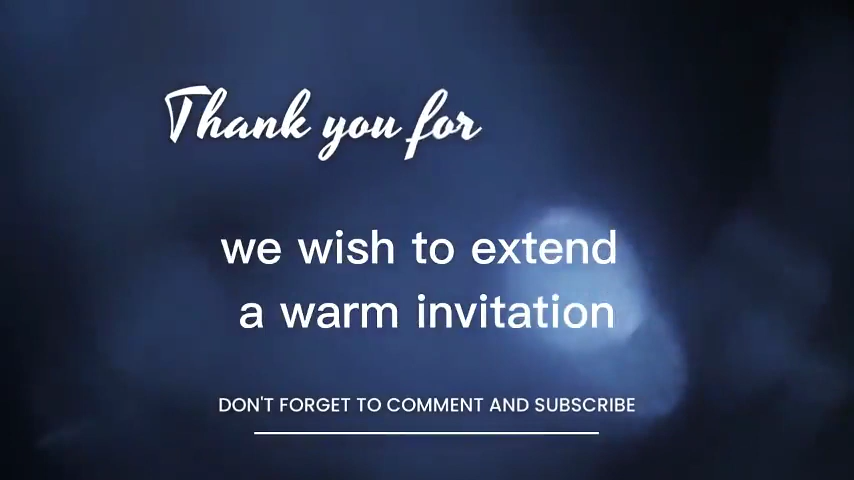 Thank you for
we wish to extend
a warm invitation
DON'T FORGET TO COMMENT AND SUBSCRIBE